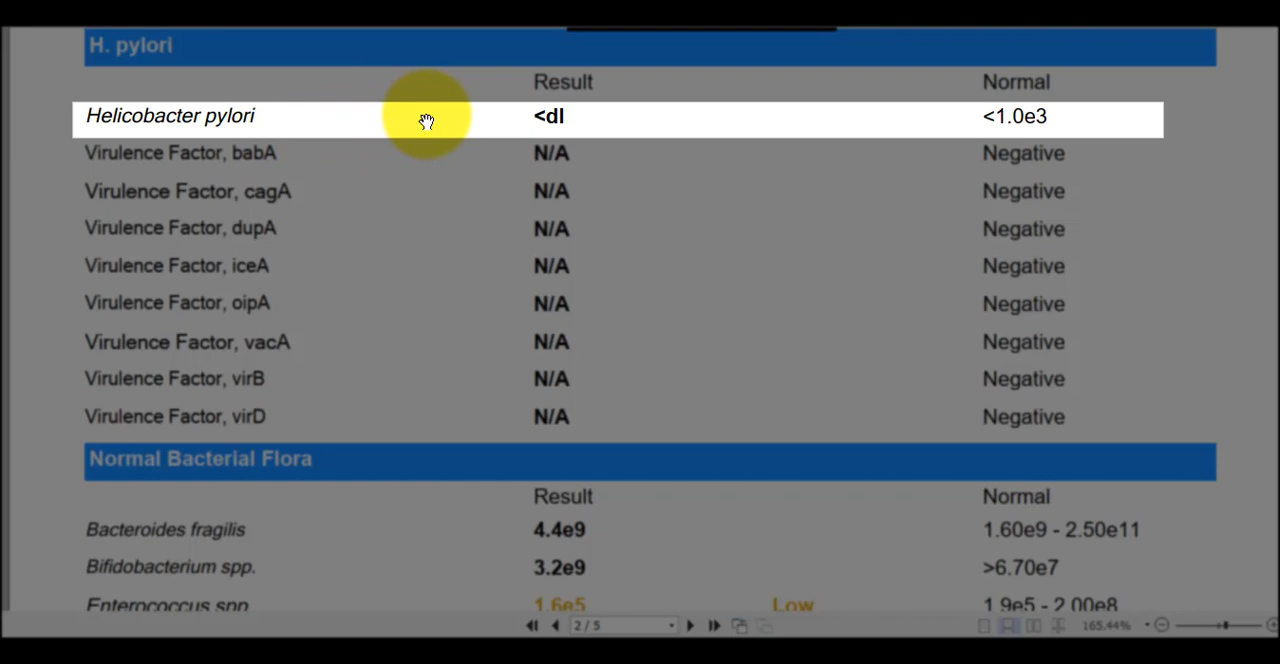 H. pylori
Result Normal
Helicobacter pylori <dl <1.0e3
Virulence Factor, babA N/A Negative
Virulence Factor, cagA N/A Negative
Virulence Factor, dupA N/A Negative
Virulence Factor, iceA N/A Negative
Virulence Factor, oipA N/A Negative
Virulence Factor, vacA N/A Negative
Virulence Factor, virB N/A Negative
Virulence Factor, virD N/A Negative
Normal Bacterial Flora
Result Normal
Bacteroides fragilis 4.4e9 1.60e9 - 2.50e11
Bifidobacterium spp. 3.2e9 >6.70e7
Enterococcus spp 1.6e5 Low 1.9e5 - 2.00e8
2 / 5 165.44%